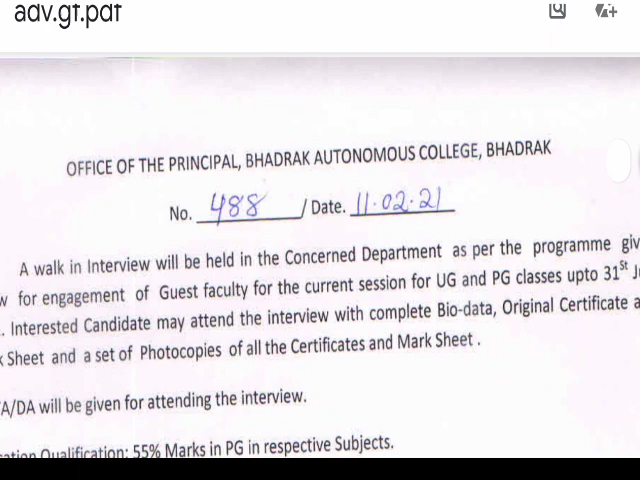 adv.gt.pdf
OFFICE OF THE PRINCIPAL, BHADRAK AUTONOMOUS COLLEGE, BHADRAK
No. 488 / Date. 11.02.21
A walk in Interview will be held in the Concerned Department as per the programme giv
w for engagement of Guest faculty for the current session for UG and PG classes upto 31St Ju
. Interested Candidate may attend the interview with complete Bio-data, Original Certificate a
k Sheet and a set of Photocopies of all the Certificates and Mark Sheet .
A/DA will be given for attending the interview.
ation Qualification: 55% Marks in PG in respective Subjects.